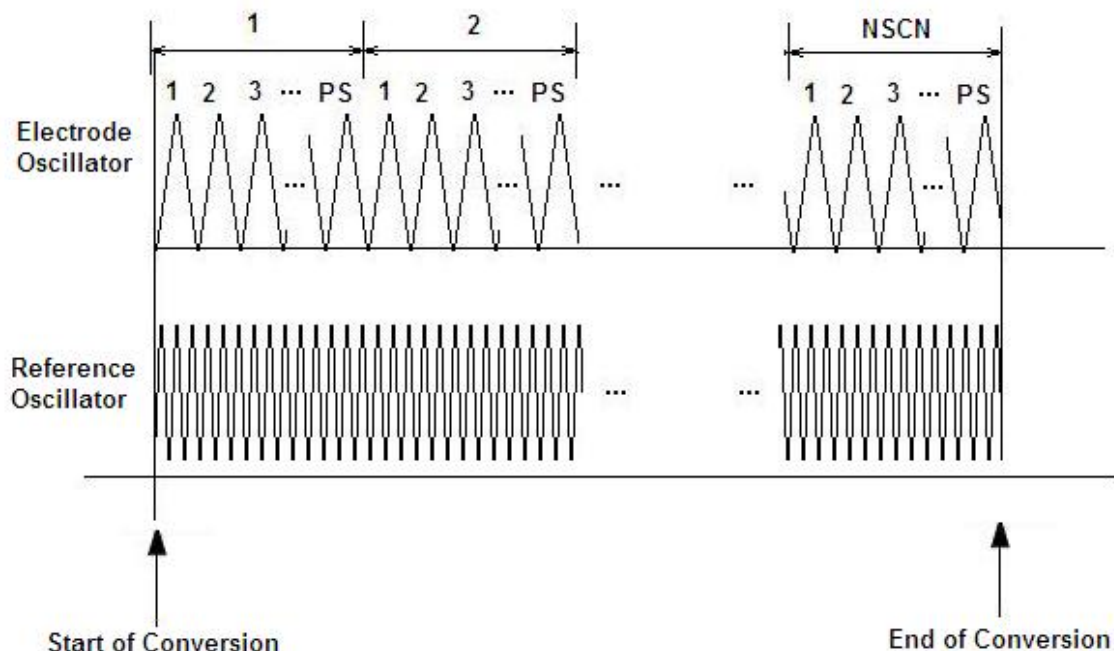 1 2 NSCN
1 2 3 ... PS 1 2 3 ... PS 1 2 3 ... PS
Electrode
Oscillator
... ... ... ... ...
Reference
Oscillator
... ...
Start of Conversion
End of Conversion